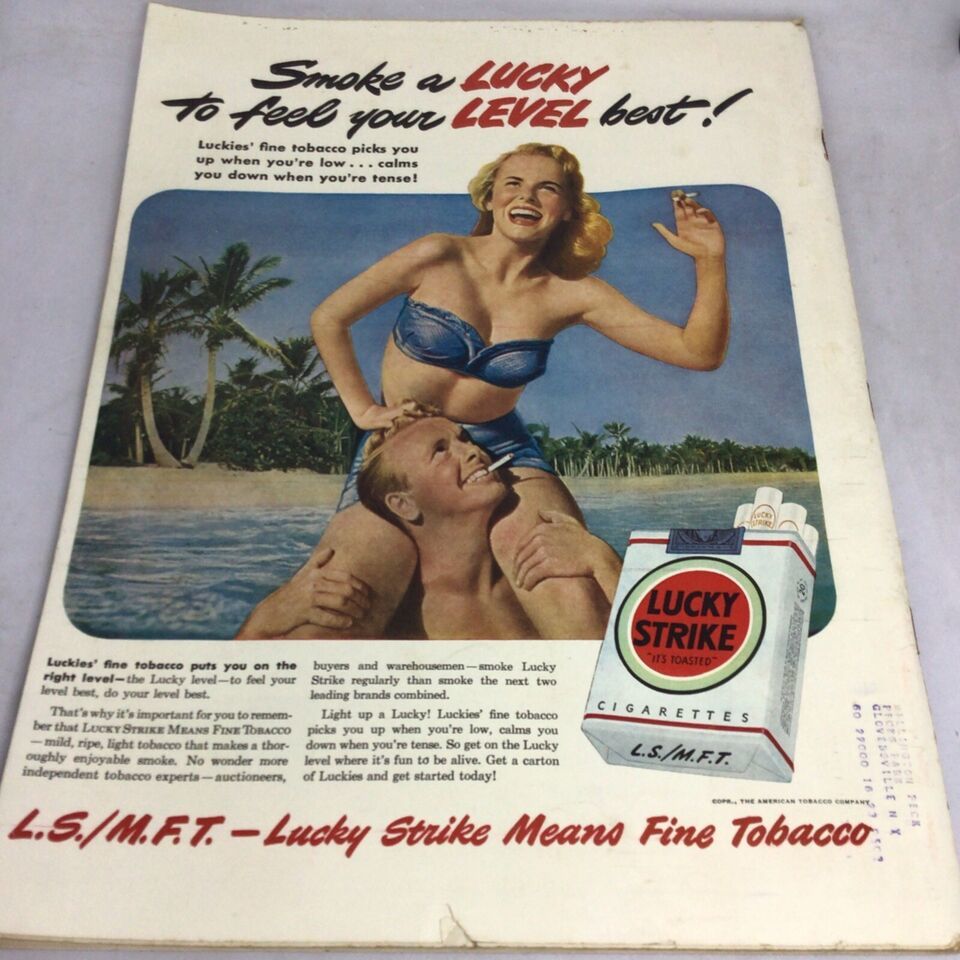 Smoke a LUCKY
To feel your LEVEL best!
Luckies' fine tobacco picks you
up when you're low . . . calms
you down when you're tense!
LUCKY
STRIKE
LUCKY
STRIKE
"IT'S TOASTED"
CIGARETTES
L.S./M.F.T.
20
Luckies' fine tobacco puts you on the
right level—the Lucky level—to feel your
level best, do your level best.
That's why it's important for you to remem-
ber that LUCKY STRIKE MEANS FINE TOBACCO
—mild, ripe, light tobacco that makes a thor-
oughly enjoyable smoke. No wonder more
independent tobacco experts—auctioneers,
buyers and warehousemen—smoke Lucky
Strike regularly than smoke the next two
leading brands combined.
Light up a Lucky! Luckies' fine tobacco
picks you up when you're low, calms you
down when you're tense. So get on the Lucky
level where it's fun to be alive. Get a carton
of Luckies and get started today!
COPR., THE AMERICAN TOBACCO COMPANY
L.S./M.F.T. — Lucky Strike Means Fine Tobacco
PECK
GLOVERSVILLE N Y